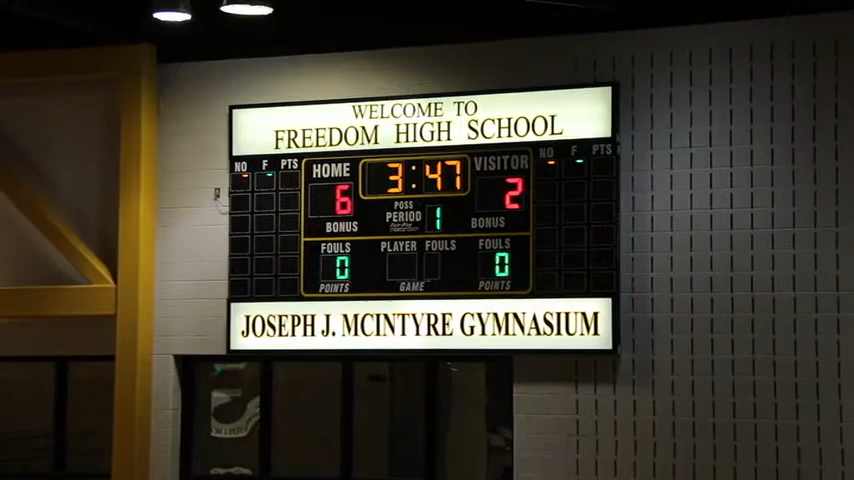 WELCOME TO
FREEDOM HIGH SCHOOL
NO F PTS
HOME
3:47
VISITOR
NO F PTS
6
POSS
2
PERIOD 1
BONUS
BONUS
FOULS
PLAYER FOULS
FOULS
0
0
POINTS
GAME
POINTS
JOSEPH J. MCINTYRE GYMNASIUM